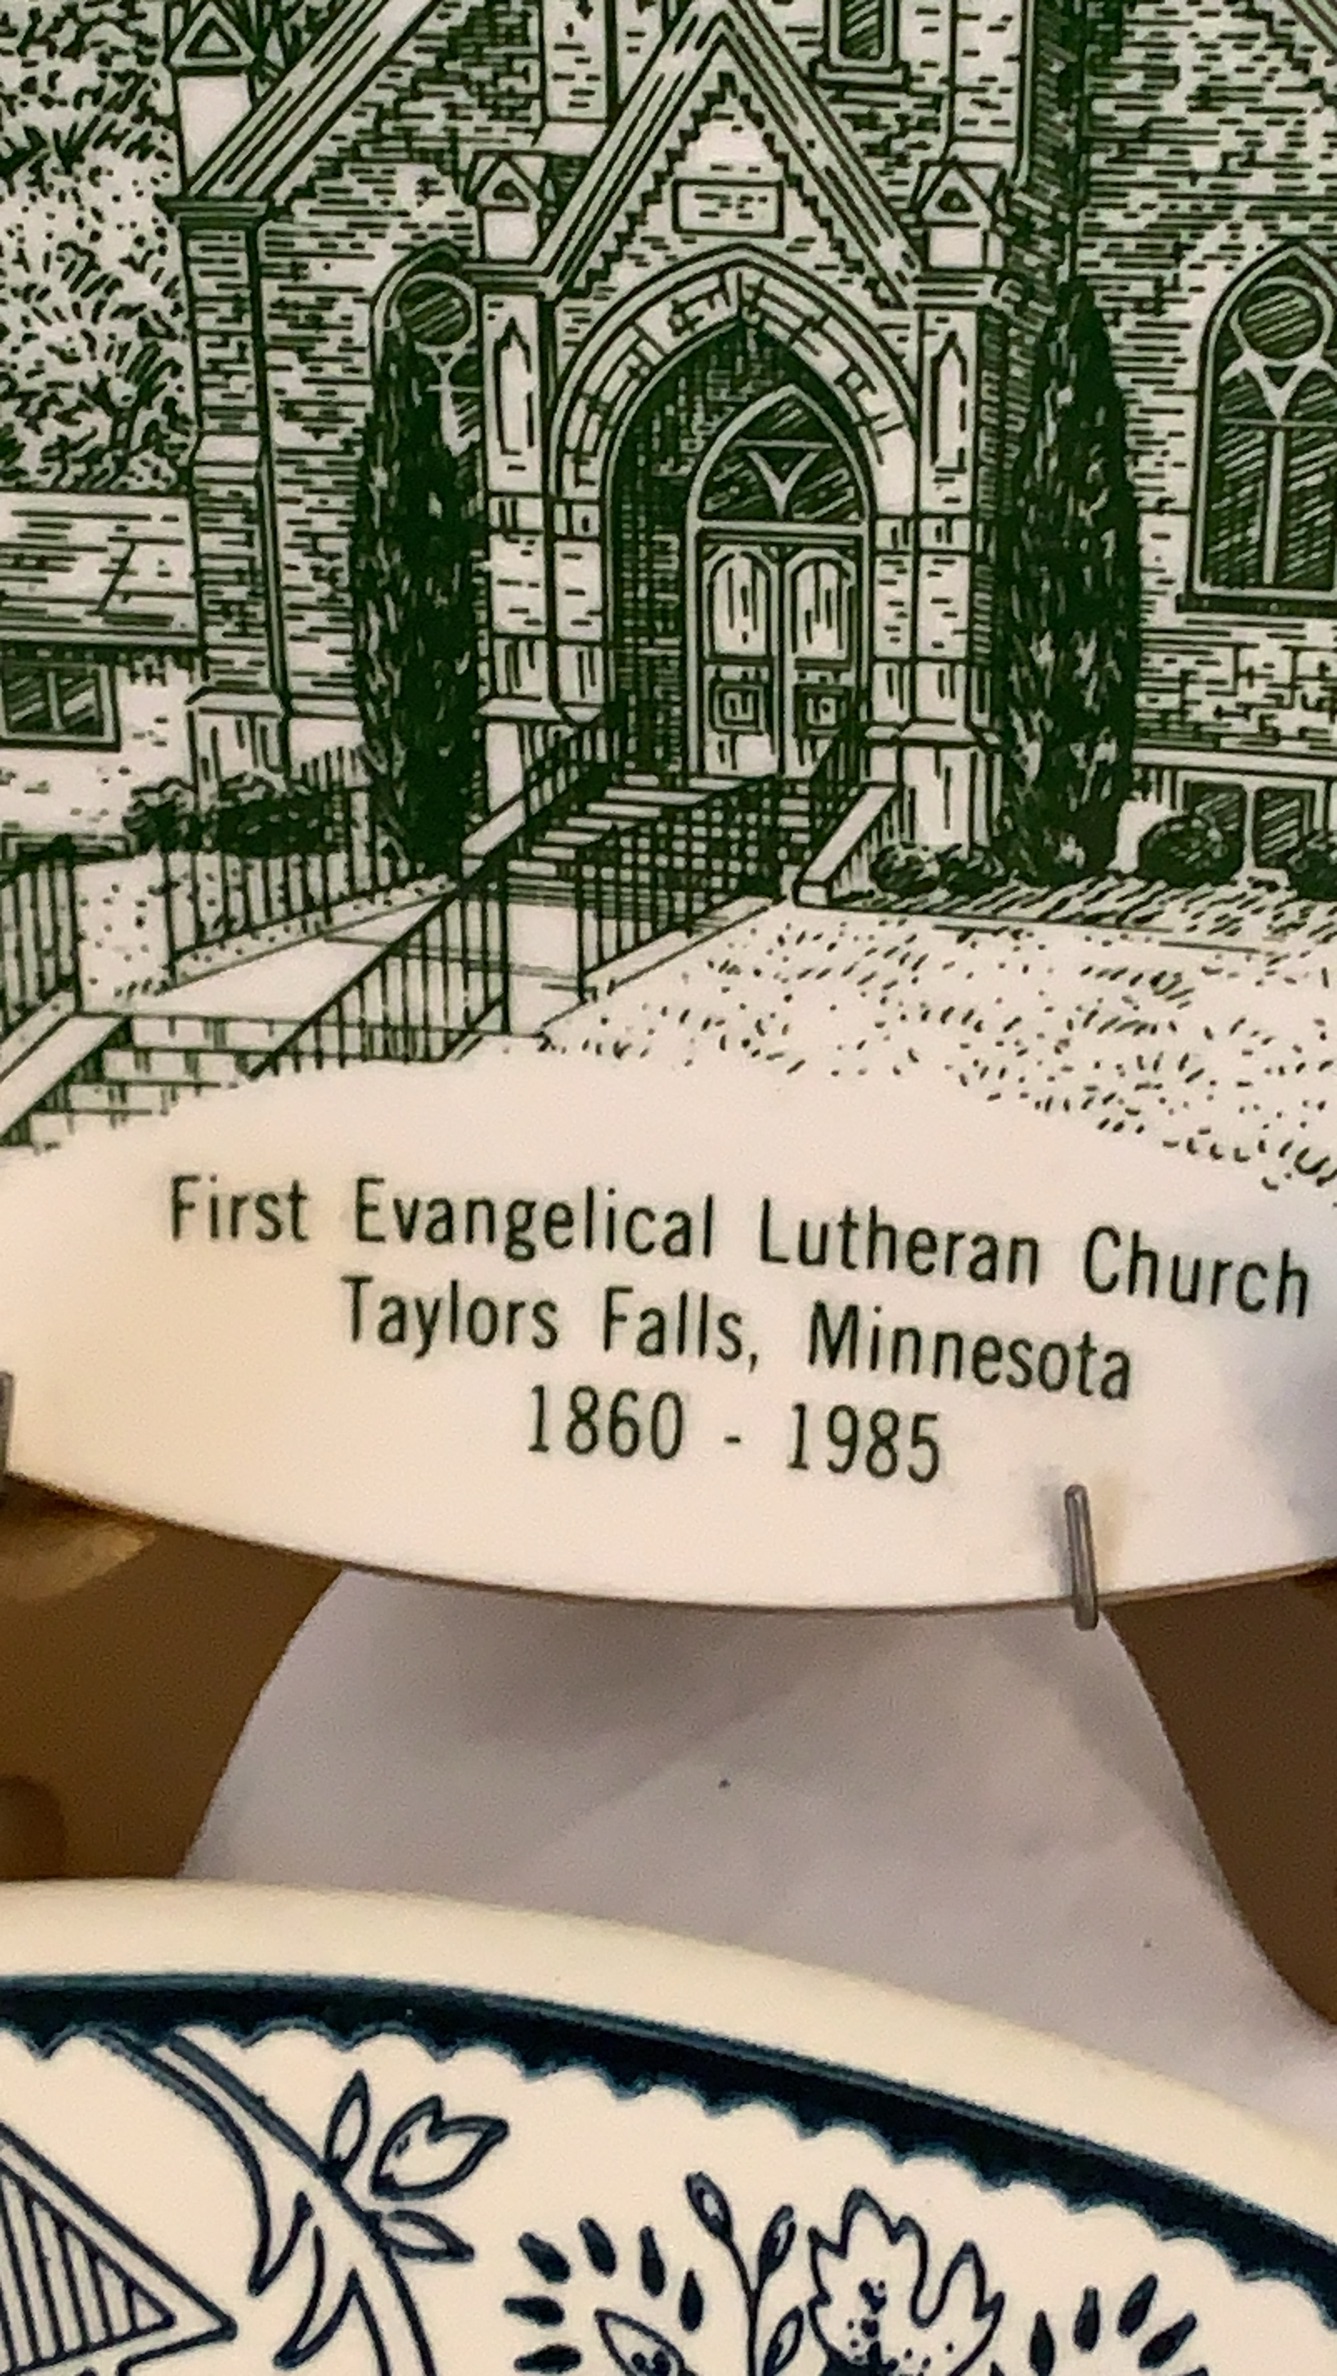 First Evangelical Lutheran Church
Taylors Falls, Minnesota
1860 - 1985